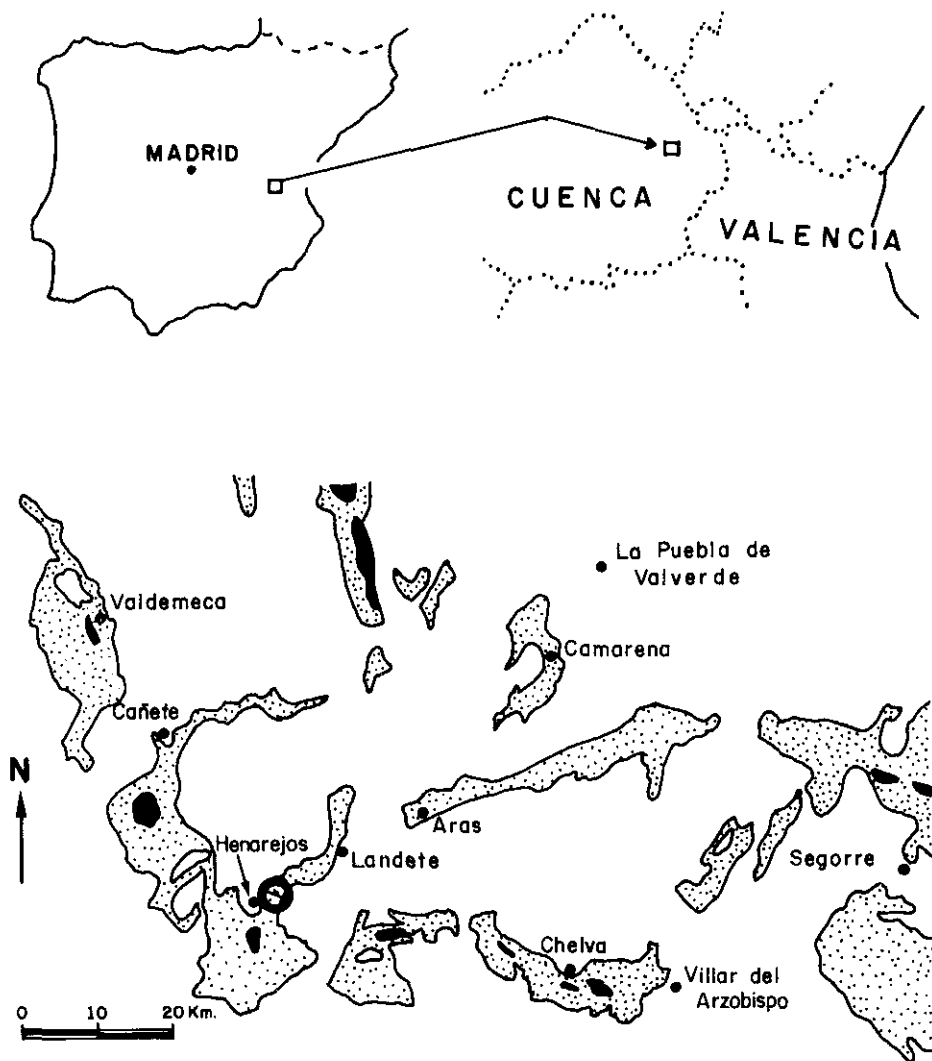 MADRID
CUENCA
VALENCIA
La Puebla de
Valverde
Valdemeca
Camarena
Cañete
N
Aras
Henarejos
Landete
Segorre
Chelva
Villar del
Arzobispo
0 10 20 Km.